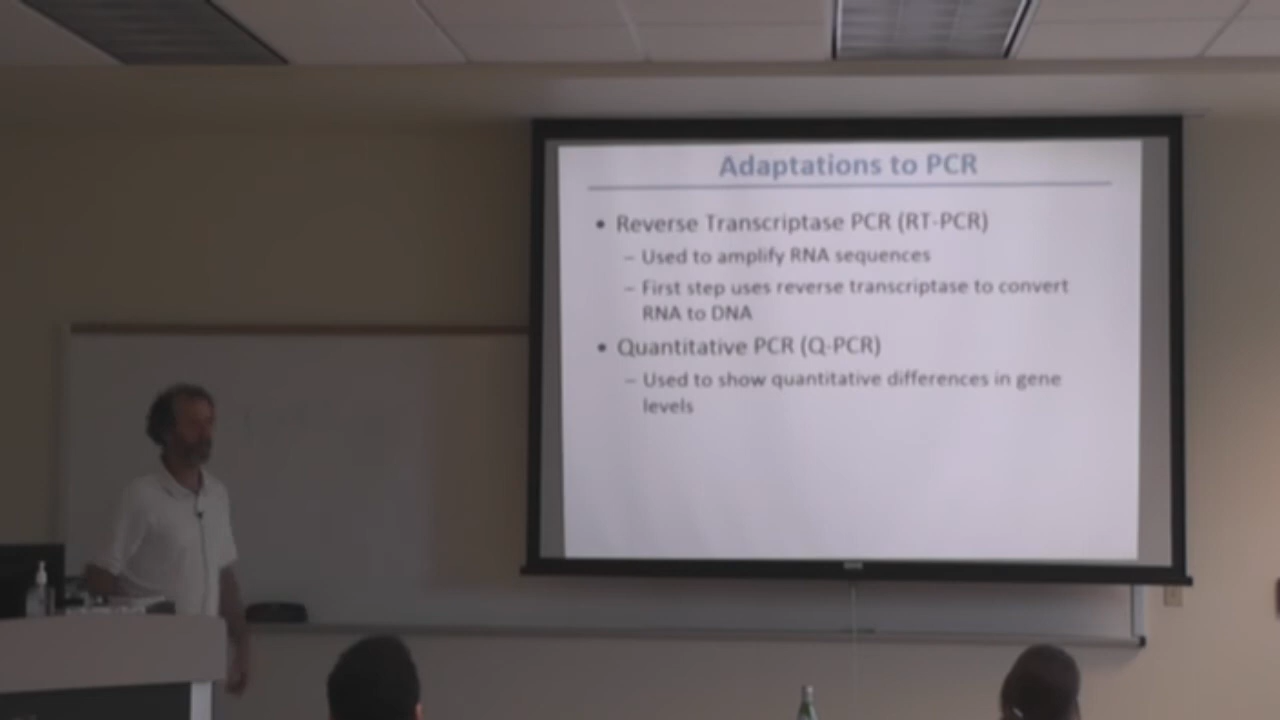 Adaptations to PCR
• Reverse Transcriptase PCR (RT-PCR)
– Used to amplify RNA sequences
– First step uses reverse transcriptase to convert
RNA to DNA
• Quantitative PCR (Q-PCR)
– Used to show quantitative differences in gene
levels